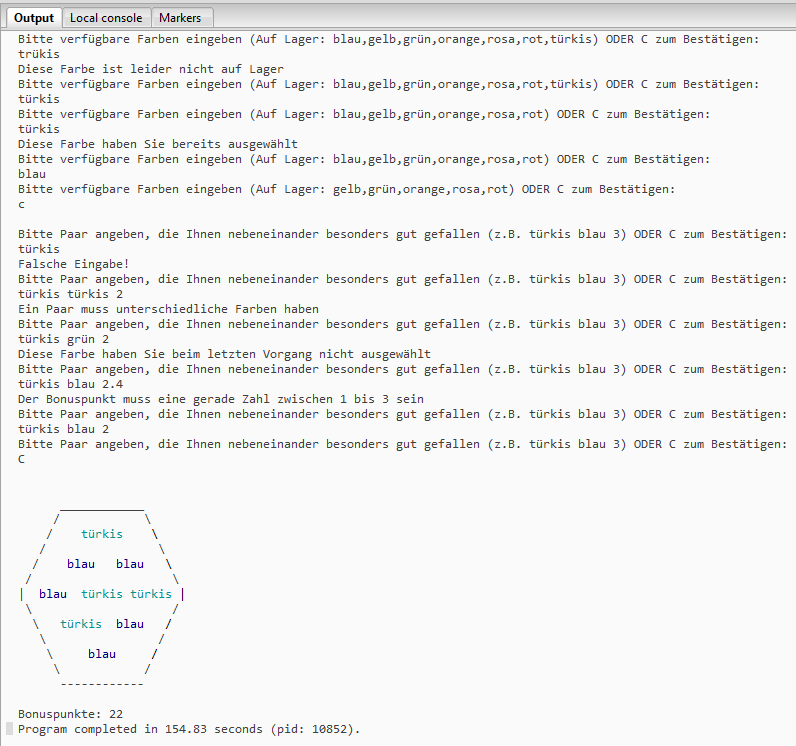 Output Local console Markers
Bitte verfügbare Farben eingeben (Auf Lager: blau,gelb,grün,orange,rosa,rot,türkis) ODER C zum Bestätigen:
trükis
Diese Farbe ist leider nicht auf Lager
Bitte verfügbare Farben eingeben (Auf Lager: blau,gelb,grün,orange,rosa,rot,türkis) ODER C zum Bestätigen:
türkis
Bitte verfügbare Farben eingeben (Auf Lager: blau,gelb,grün,orange,rosa,rot) ODER C zum Bestätigen:
türkis
Diese Farbe haben Sie bereits ausgewählt
Bitte verfügbare Farben eingeben (Auf Lager: blau,gelb,grün,orange,rosa,rot) ODER C zum Bestätigen:
blau
Bitte verfügbare Farben eingeben (Auf Lager: gelb,grün,orange,rosa,rot) ODER C zum Bestätigen:
c
Bitte Paar angeben, die Ihnen nebeneinander besonders gut gefallen (z.B. türkis blau 3) ODER C zum Bestätigen:
türkis
Falsche Eingabe!
Bitte Paar angeben, die Ihnen nebeneinander besonders gut gefallen (z.B. türkis blau 3) ODER C zum Bestätigen:
türkis türkis 2
Ein Paar muss unterschiedliche Farben haben
Bitte Paar angeben, die Ihnen nebeneinander besonders gut gefallen (z.B. türkis blau 3) ODER C zum Bestätigen:
türkis grün 2
Diese Farbe haben Sie beim letzten Vorgang nicht ausgewählt
Bitte Paar angeben, die Ihnen nebeneinander besonders gut gefallen (z.B. türkis blau 3) ODER C zum Bestätigen:
türkis blau 2.4
Der Bonuspunkt muss eine gerade Zahl zwischen 1 bis 3 sein
Bitte Paar angeben, die Ihnen nebeneinander besonders gut gefallen (z.B. türkis blau 3) ODER C zum Bestätigen:
türkis blau 2
Bitte Paar angeben, die Ihnen nebeneinander besonders gut gefallen (z.B. türkis blau 3) ODER C zum Bestätigen:
C
türkis
blau blau
blau türkis türkis
türkis blau
blau
Bonuspunkte: 22
Program completed in 154.83 seconds (pid: 10852).